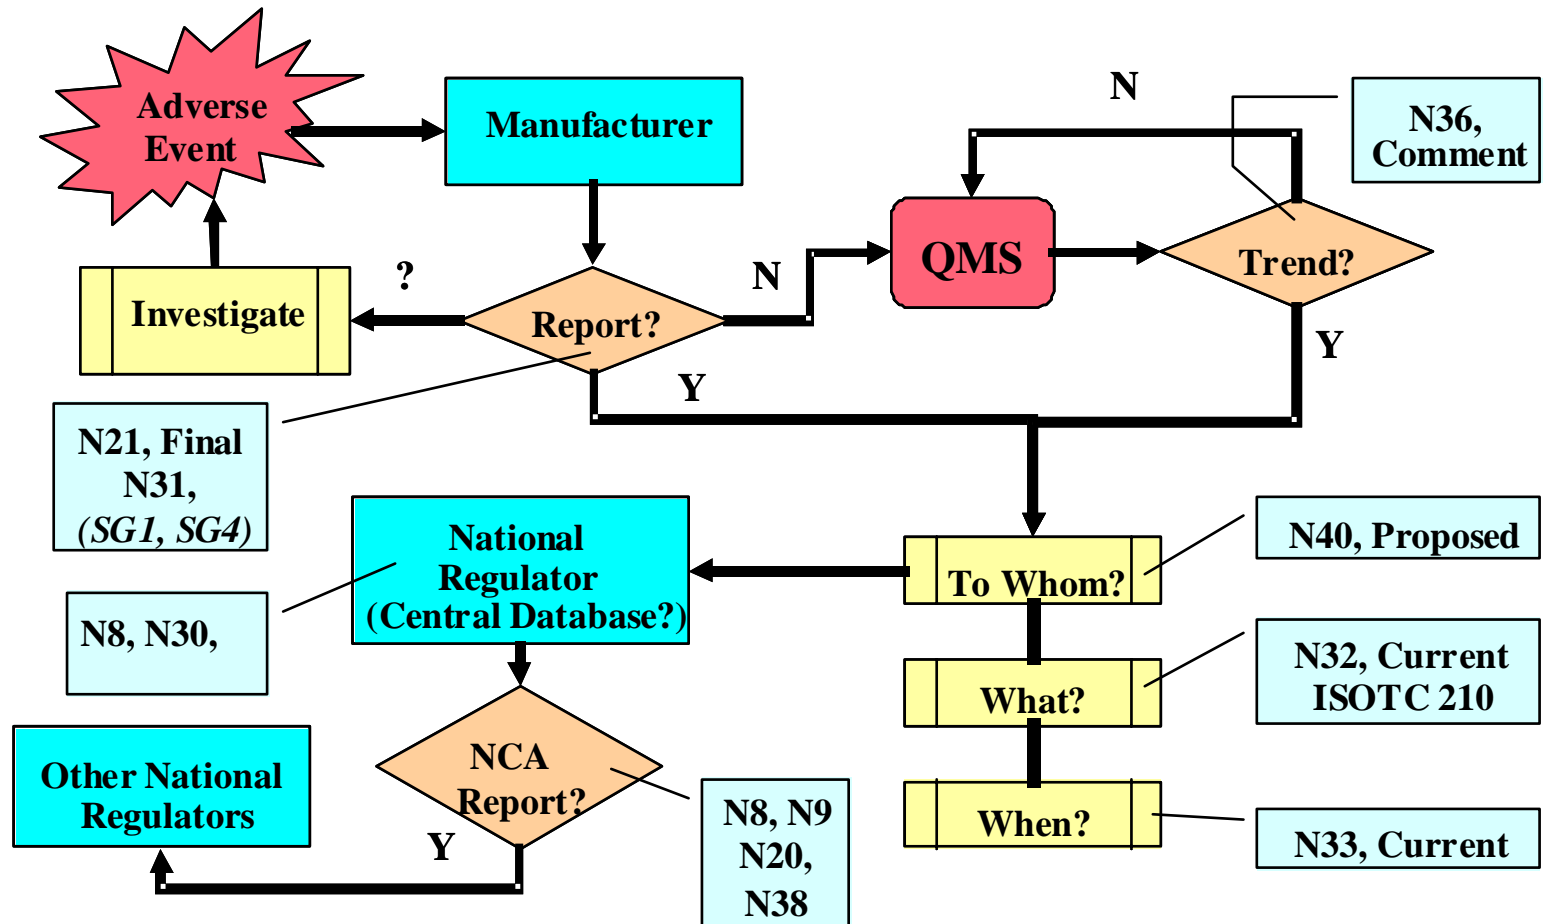 Adverse
Event
Manufacturer
N
N36,
Comment
QMS
Trend?
?
N
Investigate
Report?
Y
Y
N21, Final
N31,
(SG1, SG4)
National
Regulator
(Central Database?)
To Whom?
N40, Proposed
N8, N30,
What?
N32, Current
ISOTC 210
NCA
Report?
Other National
Regulators
Y
N8, N9
N20,
N38
When?
N33, Current